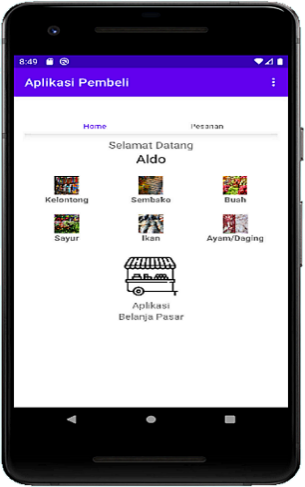 8:49
Aplikasi Pembeli
Home Pesanan
Selamat Datang
Aldo
Kelontong Sembako Buah
Sayur Ikan Ayam/Daging
Aplikasi
Belanja Pasar